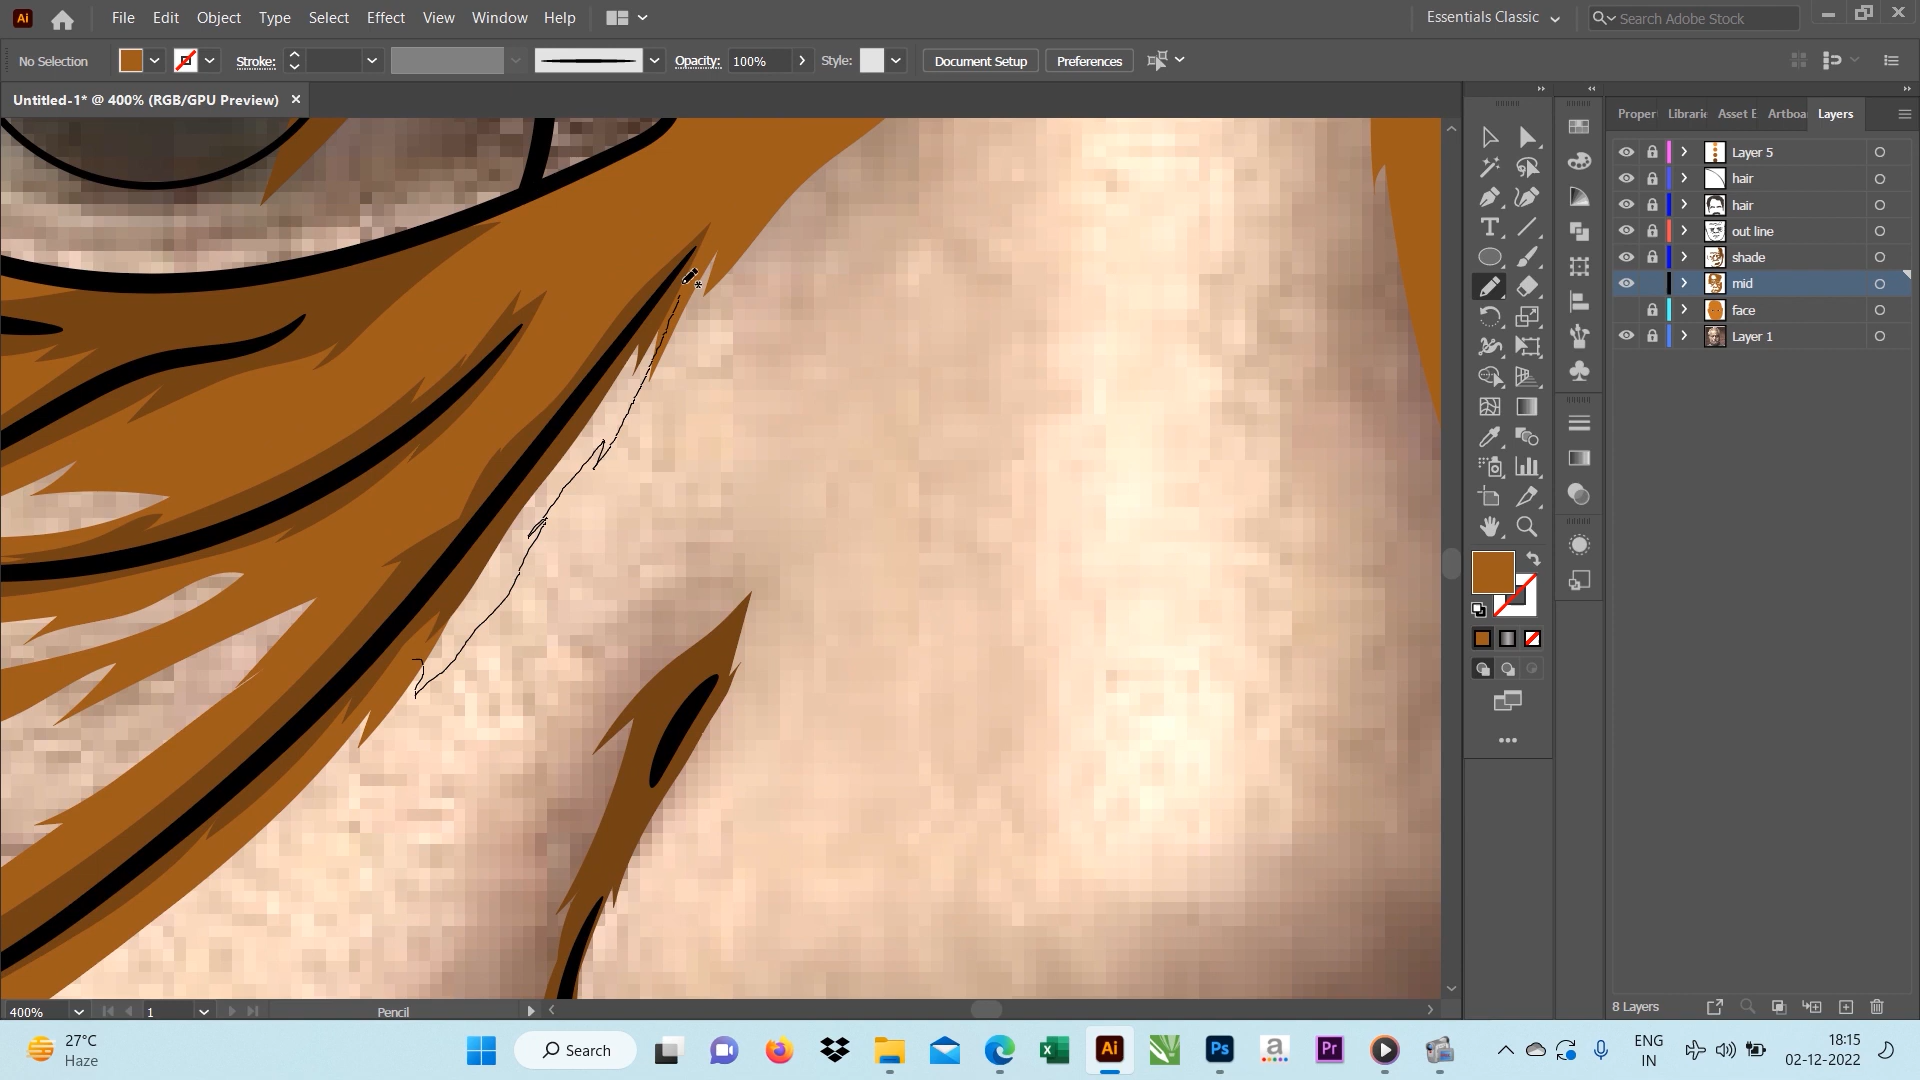 Ai File Edit Object Type Select Effect View Window Help Essentials Classic Search Adobe Stock
No Selection Stroke: Opacity: 100% Style: Document Setup Preferences
Untitled-1* @ 400% (RGB/GPU Preview)
Proper Librarie Asset E Artboa Layers
Layer 5
hair
hair
out line
shade
mid
face
Layer 1
8 Layers
400% 1 Pencil
27°C
Haze
Search
Ai Ps a Pr
ENG
IN
18:15
02-12-2022